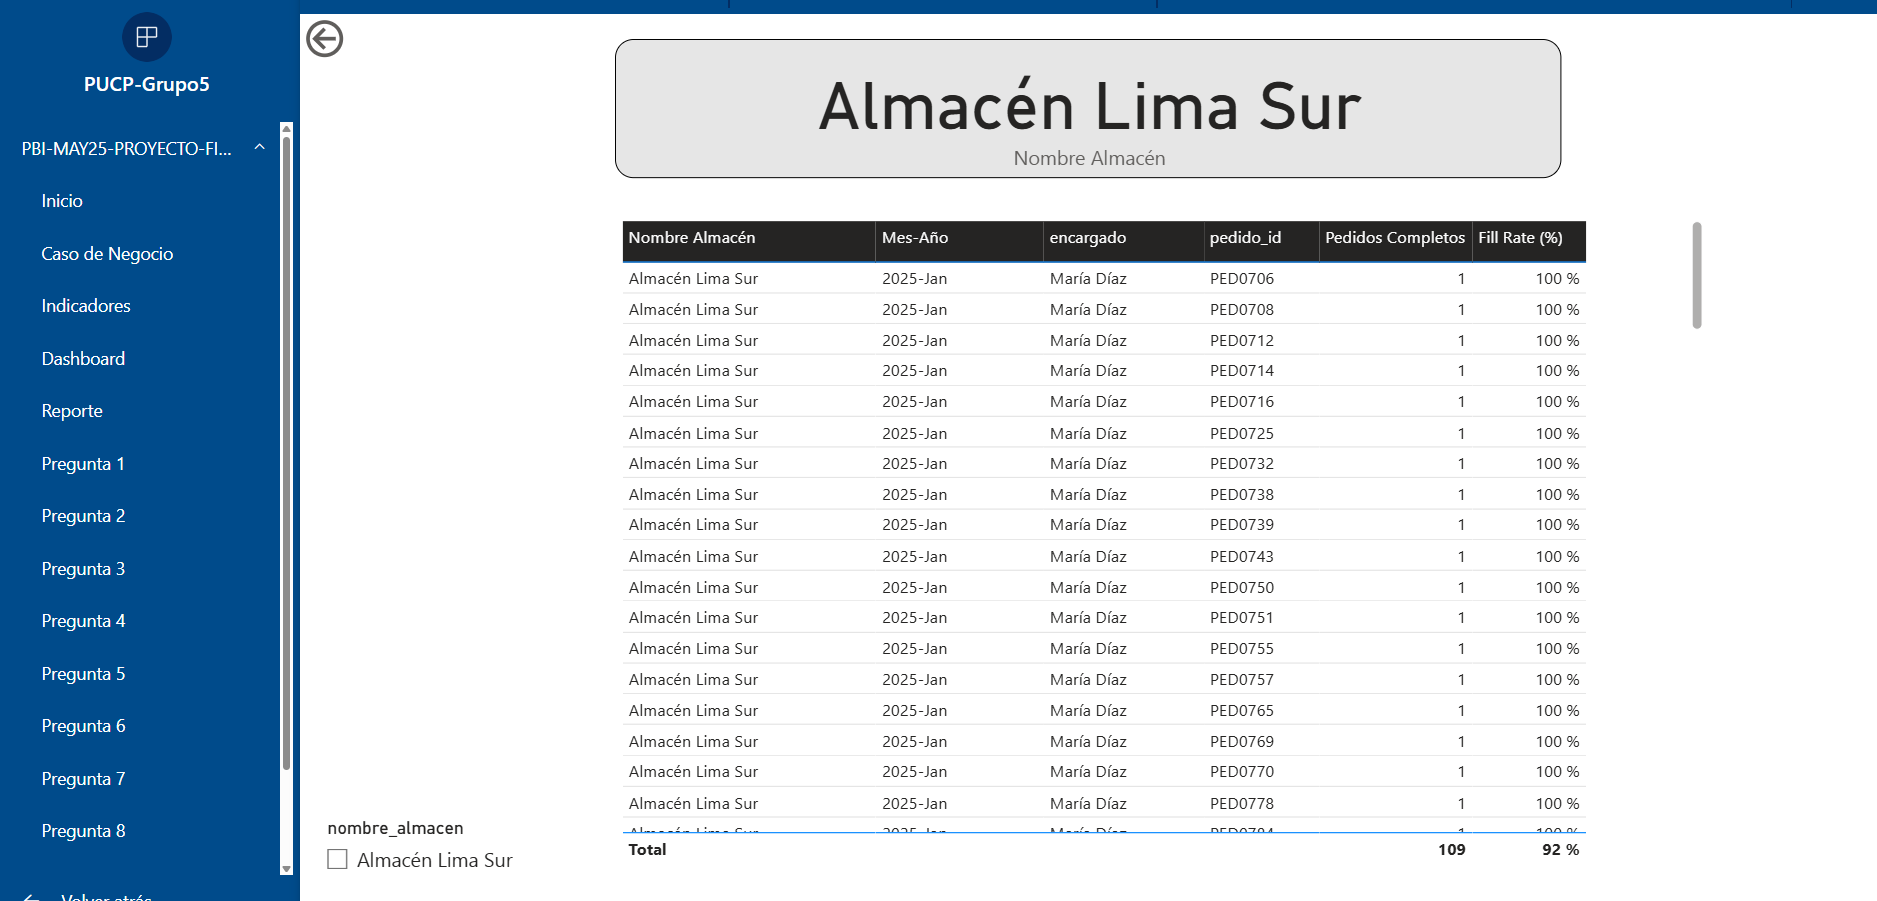 PUCP-Grupo5
PBI-MAY25-PROYECTO-FI...
Inicio
Caso de Negocio
Indicadores
Dashboard
Reporte
Pregunta 1
Pregunta 2
Pregunta 3
Pregunta 4
Pregunta 5
Pregunta 6
Pregunta 7
Pregunta 8
Volver atrás
Almacén Lima Sur
Nombre Almacén
Nombre Almacén Mes-Año encargado pedido_id Pedidos Completos Fill Rate (%)
Almacén Lima Sur 2025-Jan María Díaz PED0706 1 100 %
Almacén Lima Sur 2025-Jan María Díaz PED0708 1 100 %
Almacén Lima Sur 2025-Jan María Díaz PED0712 1 100 %
Almacén Lima Sur 2025-Jan María Díaz PED0714 1 100 %
Almacén Lima Sur 2025-Jan María Díaz PED0716 1 100 %
Almacén Lima Sur 2025-Jan María Díaz PED0725 1 100 %
Almacén Lima Sur 2025-Jan María Díaz PED0732 1 100 %
Almacén Lima Sur 2025-Jan María Díaz PED0738 1 100 %
Almacén Lima Sur 2025-Jan María Díaz PED0739 1 100 %
Almacén Lima Sur 2025-Jan María Díaz PED0743 1 100 %
Almacén Lima Sur 2025-Jan María Díaz PED0750 1 100 %
Almacén Lima Sur 2025-Jan María Díaz PED0751 1 100 %
Almacén Lima Sur 2025-Jan María Díaz PED0755 1 100 %
Almacén Lima Sur 2025-Jan María Díaz PED0757 1 100 %
Almacén Lima Sur 2025-Jan María Díaz PED0765 1 100 %
Almacén Lima Sur 2025-Jan María Díaz PED0769 1 100 %
Almacén Lima Sur 2025-Jan María Díaz PED0770 1 100 %
Almacén Lima Sur 2025-Jan María Díaz PED0778 1 100 %
Almacén Lima Sur 2025-Jan María Díaz PED0784 1 100 %
Total 109 92 %
nombre_almacen
Almacén Lima Sur